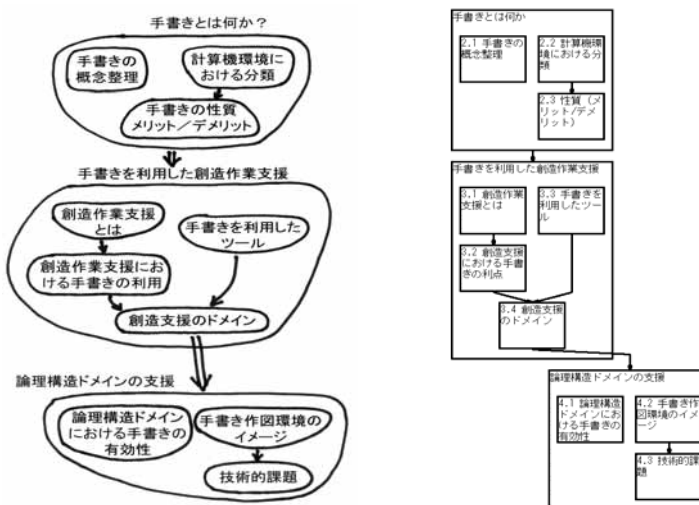 手書きとは何か？
手書きの
概念整理
計算機環境に
おける分類
手書きの性質
メリット／デメリット
手書きを利用した創造作業支援
創造作業支援
とは
手書きを利用した
ツール
創造作業支援にお
ける手書きの利用
創造支援のドメイン
論理構造ドメインの支援
論理構造ドメイン
における手書きの
有効性
手書き作図環境の
イメージ
技術的課題
手書きとは何か
2.1 手書きの
概念整理
2.2 計算機環
境における分
類
2.3 性質（メ
リット/デメ
リット）
手書きを利用した創造作業支援
3.1 創造作業
支援とは
3.3 手書きを
利用したツー
ル
3.2 創造支援
における手書
きの利点
3.4 創造支援
のドメイン
論理構造ドメインの支援
4.1 論理構造
ドメインにお
ける手書きの
有効性
4.2 手書き作
図環境のイメ
ージ
4.3 技術的課
題